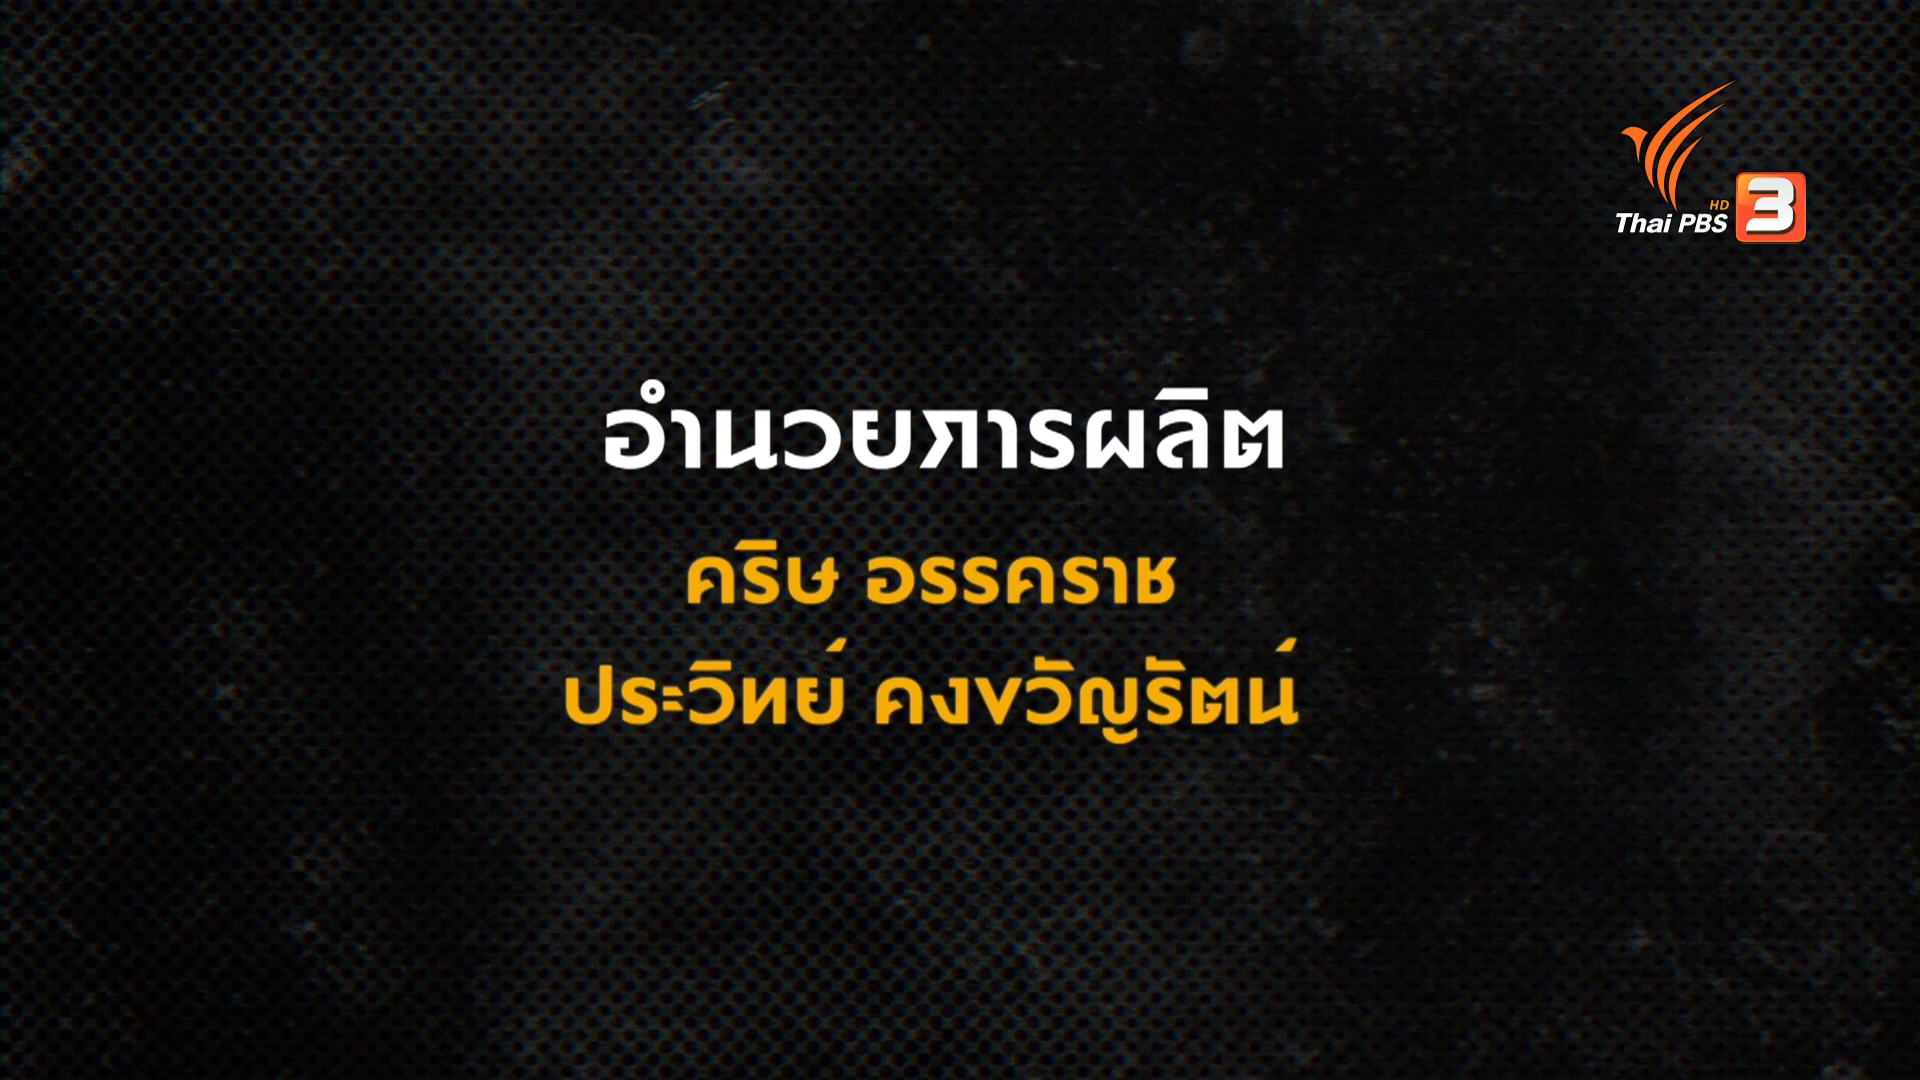 HD
Thai PBS 3
อำนวยการผลิต
คริษ อรรคราช
ประวิทย์ คงขวัญรัตน์